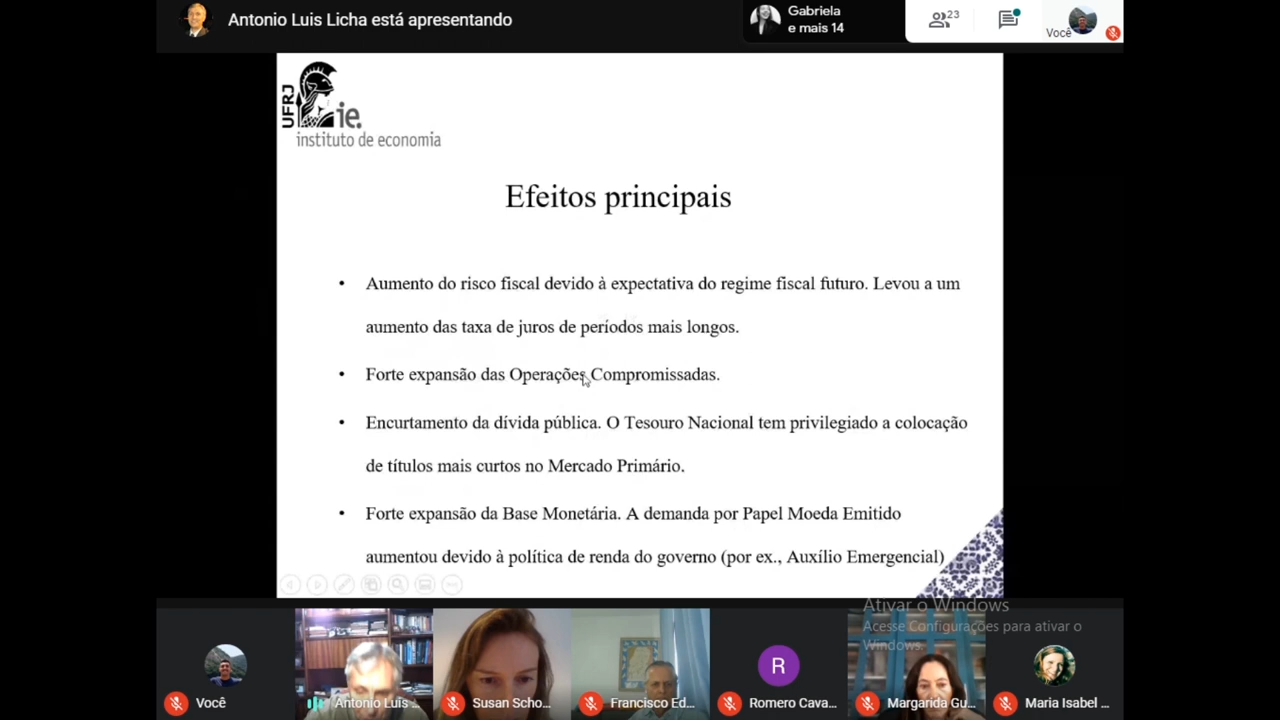 Antonio Luis Licha está apresentando
Gabriela
e mais 14
23
Você
UFRJ
ie.
instituto de economia
Efeitos principais
• Aumento do risco fiscal devido à expectativa do regime fiscal futuro. Levou a um
aumento das taxa de juros de períodos mais longos.
• Forte expansão das Operações Compromissadas.
• Encurtamento da dívida pública. O Tesouro Nacional tem privilegiado a colocação
de títulos mais curtos no Mercado Primário.
• Forte expansão da Base Monetária. A demanda por Papel Moeda Emitido
aumentou devido à política de renda do governo (por ex., Auxílio Emergencial)
Ativar o Windows
Acesse Configurações para ativar o
Windows.
R
Você
Antonio Luis ...
Susan Scho...
Francisco Ed...
Romero Cava...
Margarida Gu...
Maria Isabel ...